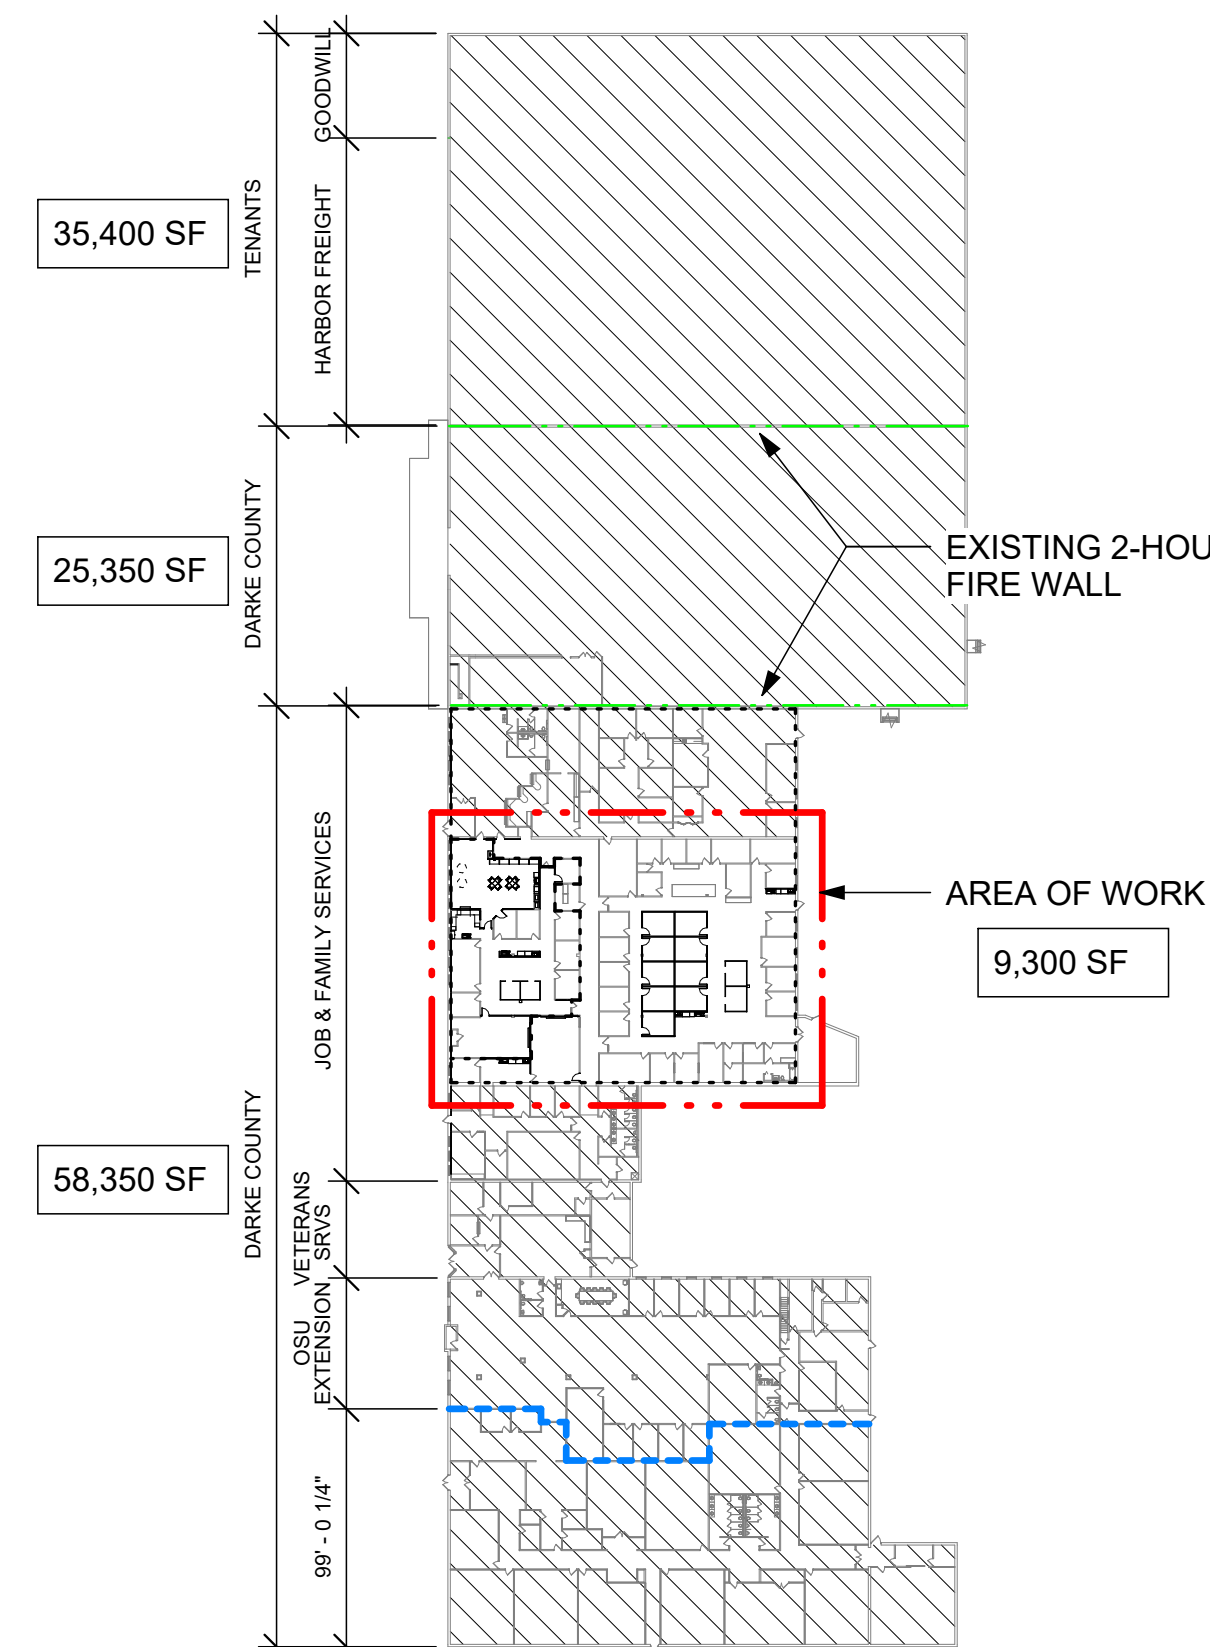 GOODWILL
TENANTS
35,400 SF
HARBOR FREIGHT
DARKE COUNTY
25,350 SF
EXISTING 2-HOU
FIRE WALL
JOB & FAMILY SERVICES
AREA OF WORK
9,300 SF
DARKE COUNTY
58,350 SF
VETERANS
SRVS
OSU
EXTENSION
99' - 0 1/4"